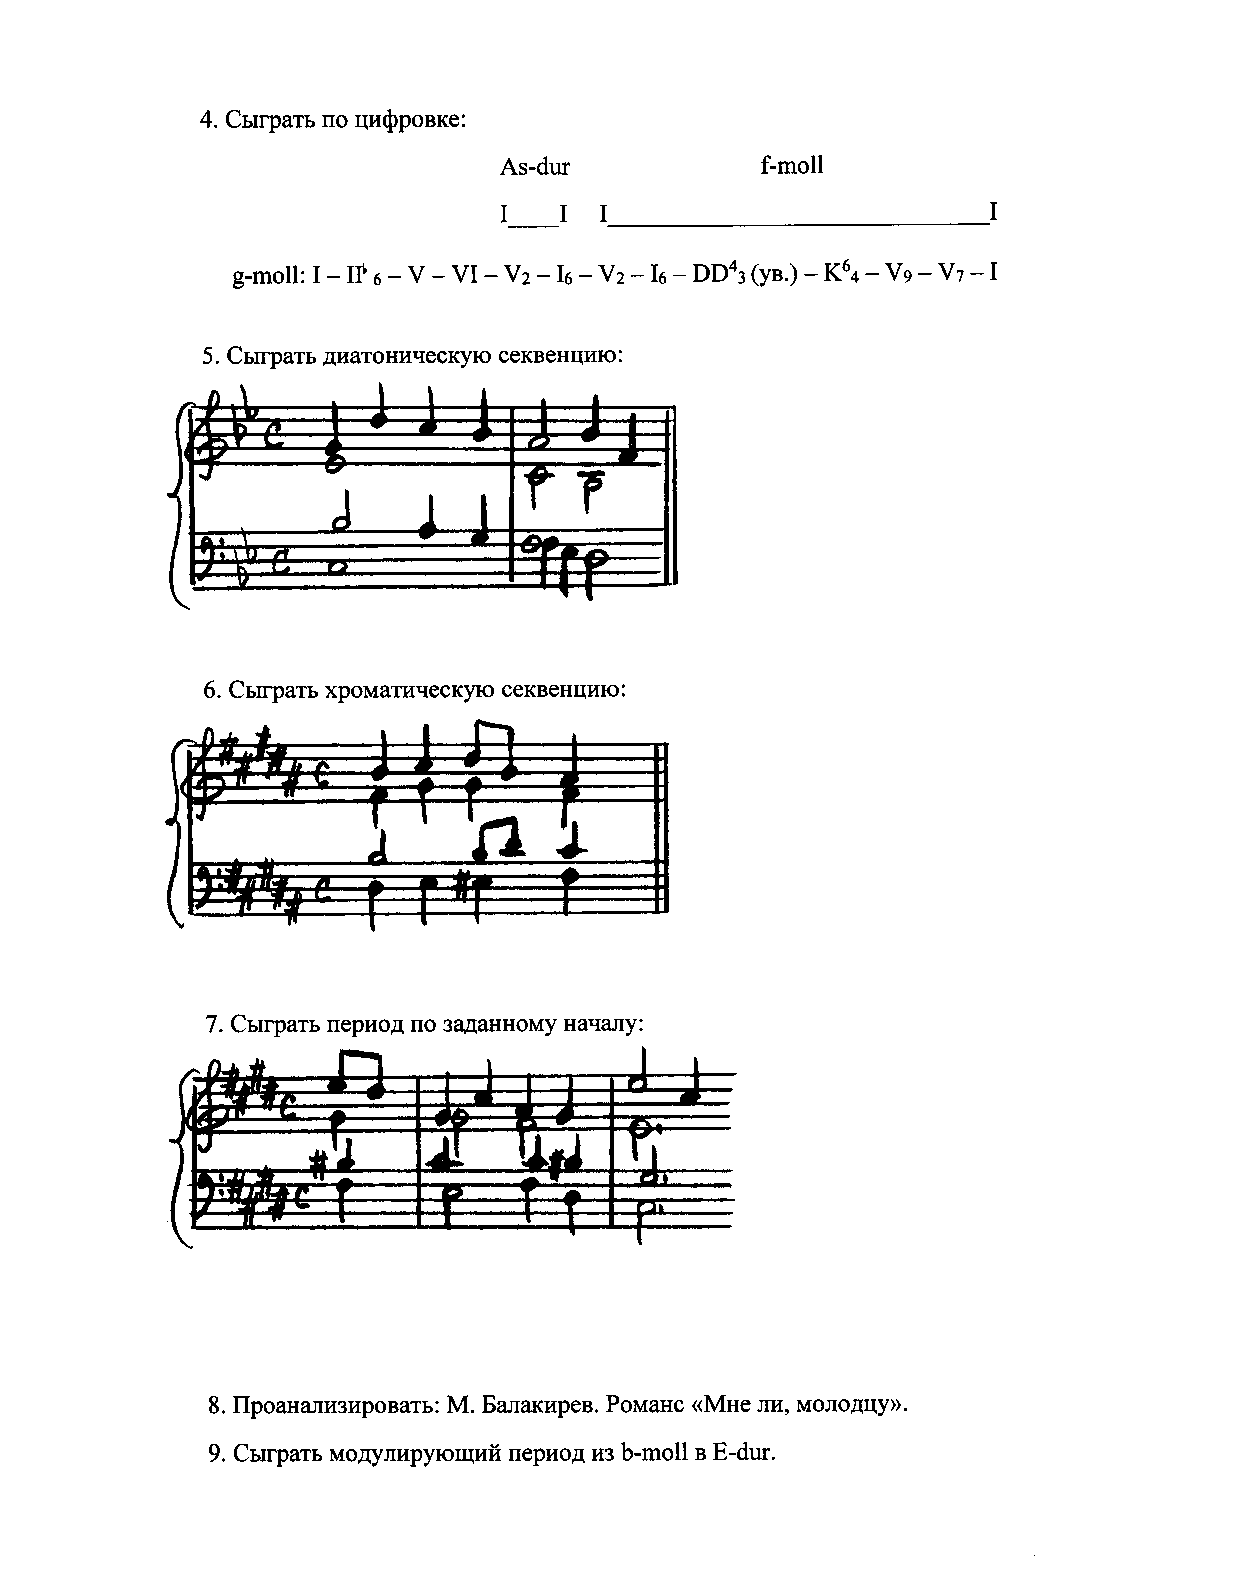 4. Сыграть по цифровке:
As-dur f-moll
I____I I______________________________I
g-moll: I – II♭6 – V – VI – V2 – I6 – V2 – I6 – DD43 (ув.) – K64 – V9 – V7 – I
5. Сыграть диатоническую секвенцию:
6. Сыграть хроматическую секвенцию:
7. Сыграть период по заданному началу:
8. Проанализировать: М. Балакирев. Романс «Мне ли, молодцу».
9. Сыграть модулирующий период из b-moll в E-dur.